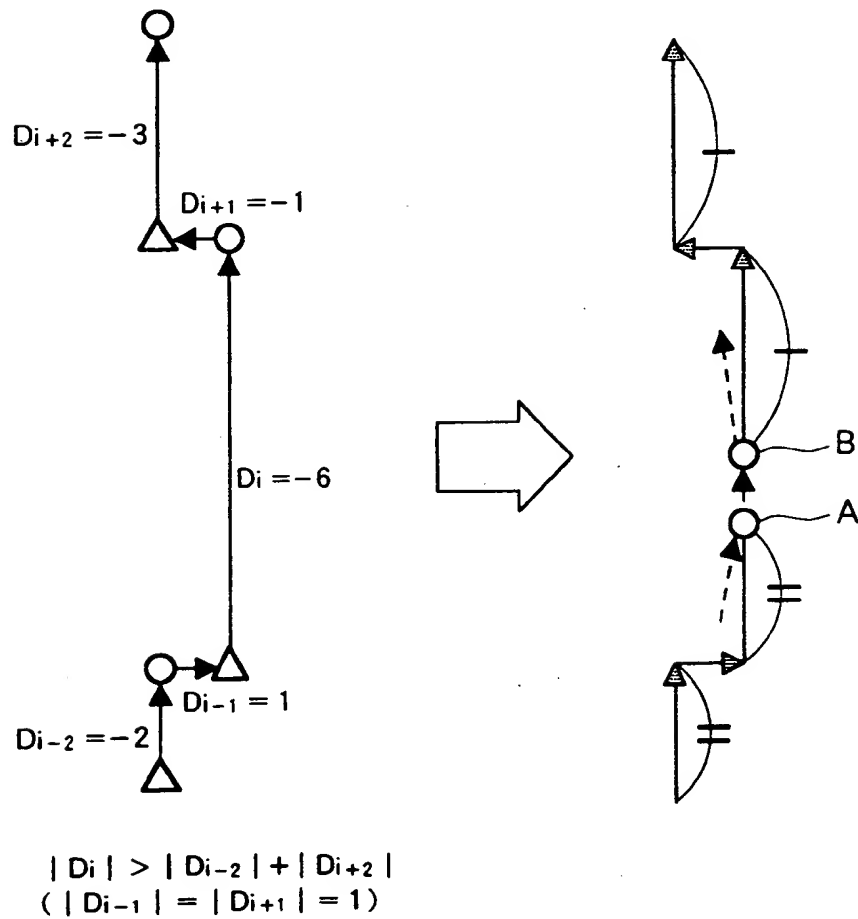 Di+2 = -3
Di+1 = -1
Di = -6
Di-1 = 1
Di-2 = -2
B
A
| Di | > | Di-2 | + | Di+2 |
( | Di-1 | = | Di+1 | = 1 )